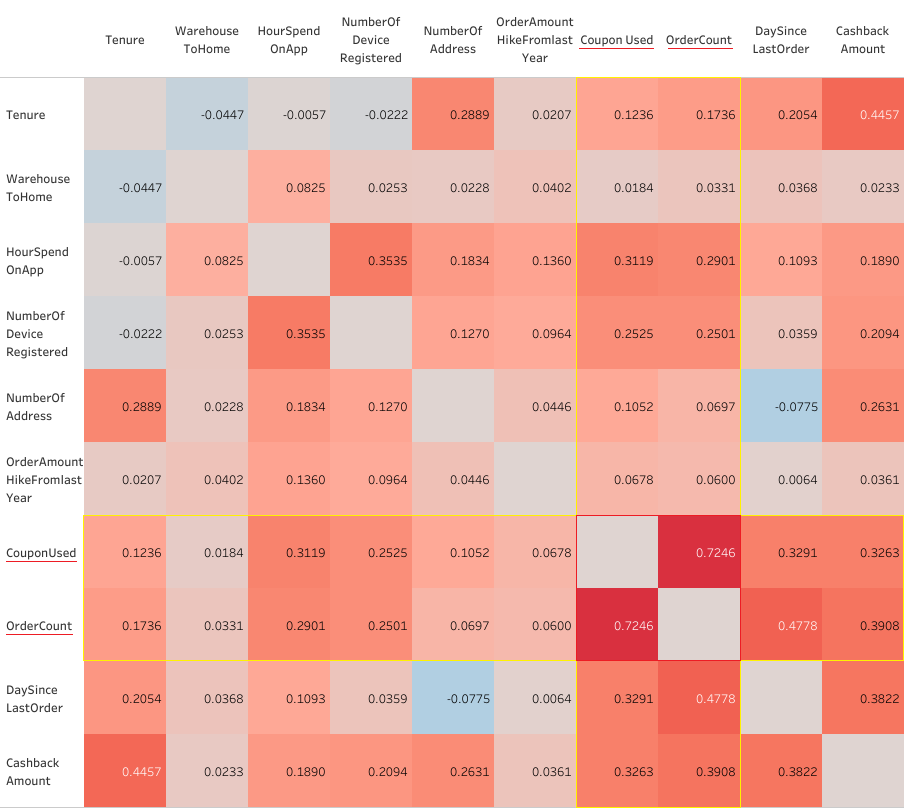 Tenure Warehouse ToHome HourSpend OnApp NumberOf Device Registered NumberOf Address OrderAmount HikeFromlast Year Coupon Used OrderCount DaySince LastOrder Cashback Amount
Tenure -0.0447 -0.0057 -0.0222 0.2889 0.0207 0.1236 0.1736 0.2054 0.4457
Warehouse
ToHome -0.0447 0.0825 0.0253 0.0228 0.0402 0.0184 0.0331 0.0368 0.0233
HourSpend
OnApp -0.0057 0.0825 0.3535 0.1834 0.1360 0.3119 0.2901 0.1093 0.1890
NumberOf
Device -0.0222 0.0253 0.3535 0.1270 0.0964 0.2525 0.2501 0.0359 0.2094
Registered
NumberOf
Address 0.2889 0.0228 0.1834 0.1270 0.0446 0.1052 0.0697 -0.0775 0.2631
OrderAmount
HikeFromlast 0.0207 0.0402 0.1360 0.0964 0.0446 0.0678 0.0600 0.0064 0.0361
Year
CouponUsed 0.1236 0.0184 0.3119 0.2525 0.1052 0.0678 0.7246 0.3291 0.3263
OrderCount 0.1736 0.0331 0.2901 0.2501 0.0697 0.0600 0.7246 0.4778 0.3908
DaySince
LastOrder 0.2054 0.0368 0.1093 0.0359 -0.0775 0.0064 0.3291 0.4778 0.3822
Cashback
Amount 0.4457 0.0233 0.1890 0.2094 0.2631 0.0361 0.3263 0.3908 0.3822